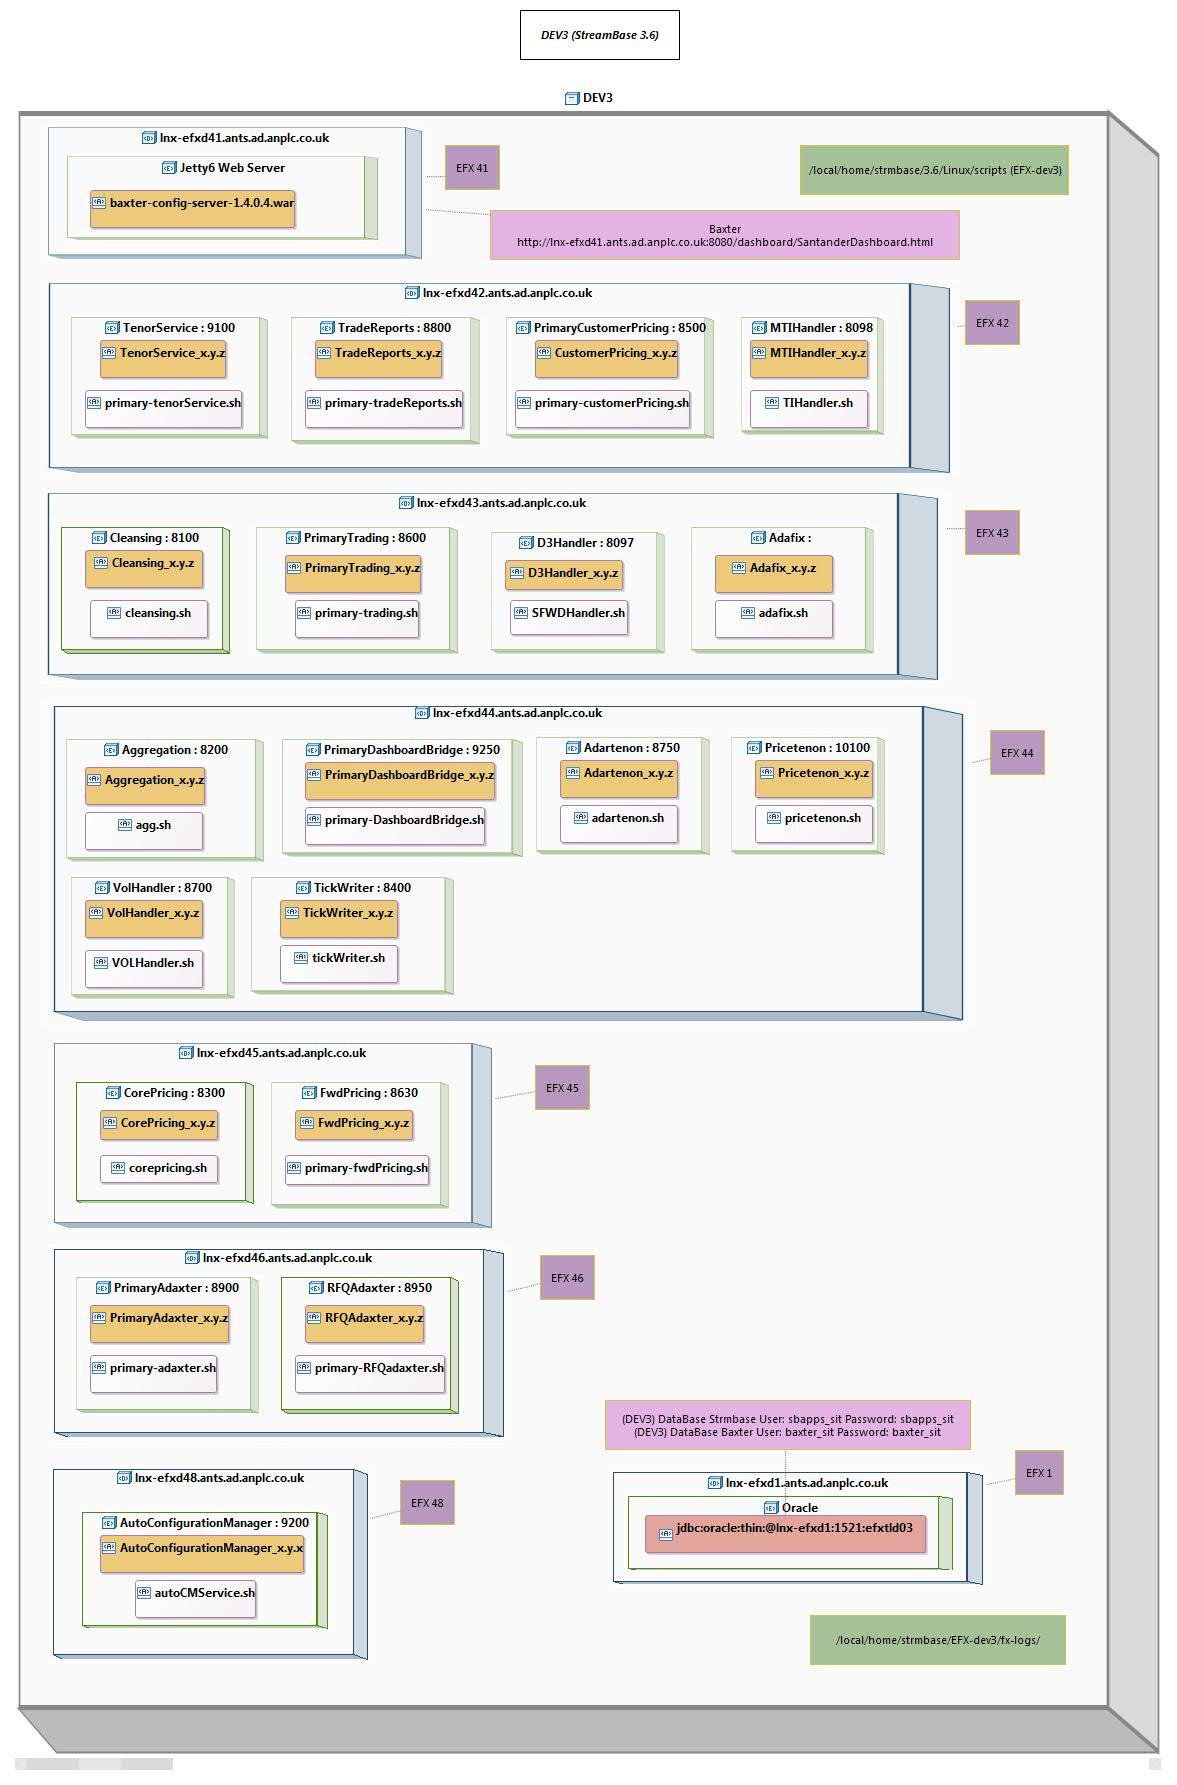 DEV3 (StreamBase 3.6)
DEV3
lnx-efxd41.ants.ad.anplc.co.uk
Jetty6 Web Server
baxter-config-server-1.4.0.4.war
EFX 41
/local/home/strmbase/3.6/Linux/scripts (EFX-dev3)
Baxter
http://lnx-efxd41.ants.ad.anplc.co.uk:8080/dashboard/SantanderDashboard.html
lnx-efxd42.ants.ad.anplc.co.uk
EFX 42
TenorService : 9100
TenorService_x.y.z
primary-tenorService.sh
TradeReports : 8800
TradeReports_x.y.z
primary-tradeReports.sh
PrimaryCustomerPricing : 8500
CustomerPricing_x.y.z
primary-customerPricing.sh
MTIHandler : 8098
MTIHandler_x.y.z
TIHandler.sh
lnx-efxd43.ants.ad.anplc.co.uk
EFX 43
Cleansing : 8100
Cleansing_x.y.z
cleansing.sh
PrimaryTrading : 8600
PrimaryTrading_x.y.z
primary-trading.sh
D3Handler : 8097
D3Handler_x.y.z
SFWDHandler.sh
Adafix :
Adafix_x.y.z
adafix.sh
lnx-efxd44.ants.ad.anplc.co.uk
EFX 44
Aggregation : 8200
Aggregation_x.y.z
agg.sh
PrimaryDashboardBridge : 9250
PrimaryDashboardBridge_x.y.z
primary-DashboardBridge.sh
Adartenon : 8750
Adartenon_x.y.z
adartenon.sh
Pricetenon : 10100
Pricetenon_x.y.z
pricetenon.sh
VolHandler : 8700
VolHandler_x.y.z
VOLHandler.sh
TickWriter : 8400
TickWriter_x.y.z
tickWriter.sh
lnx-efxd45.ants.ad.anplc.co.uk
EFX 45
CorePricing : 8300
CorePricing_x.y.z
corepricing.sh
FwdPricing : 8630
FwdPricing_x.y.z
primary-fwdPricing.sh
lnx-efxd46.ants.ad.anplc.co.uk
EFX 46
PrimaryAdaxter : 8900
PrimaryAdaxter_x.y.z
primary-adaxter.sh
RFQAdaxter : 8950
RFQAdaxter_x.y.z
primary-RFQadaxter.sh
(DEV3) DataBase Strmbase User: sbapps_sit Password: sbapps_sit
(DEV3) DataBase Baxter User: baxter_sit Password: baxter_sit
lnx-efxd48.ants.ad.anplc.co.uk
EFX 48
AutoConfigurationManager : 9200
AutoConfigurationManager_x.y.x
autoCMService.sh
lnx-efxd1.ants.ad.anplc.co.uk
EFX 1
Oracle
jdbc:oracle:thin:@lnx-efxd1:1521:efxtld03
/local/home/strmbase/EFX-dev3/fx-logs/